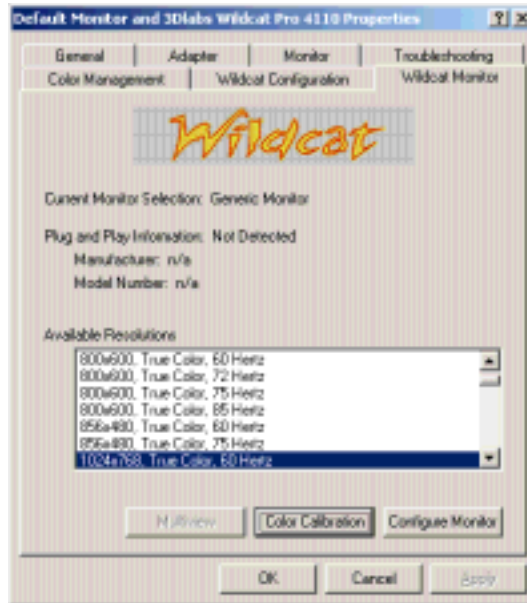 Default Monitor and 3Dlabs Wildcat Pro 4110 Properties
General Adapter Monitor Troubleshooting
Color Management Wildcat Configuration Wildcat Monitor
Wildcat
Current Monitor Selection: Generic Monitor
Plug and Play Information: Not Detected
Manufacturer: n/a
Model Number: n/a
Available Resolutions
800x600, True Color, 60 Hertz
800x600, True Color, 72 Hertz
800x600, True Color, 75 Hertz
800x600, True Color, 85 Hertz
856x480, True Color, 60 Hertz
856x480, True Color, 75 Hertz
1024x768, True Color, 60 Hertz
Multiview Color Calibration Configure Monitor
OK Cancel Apply